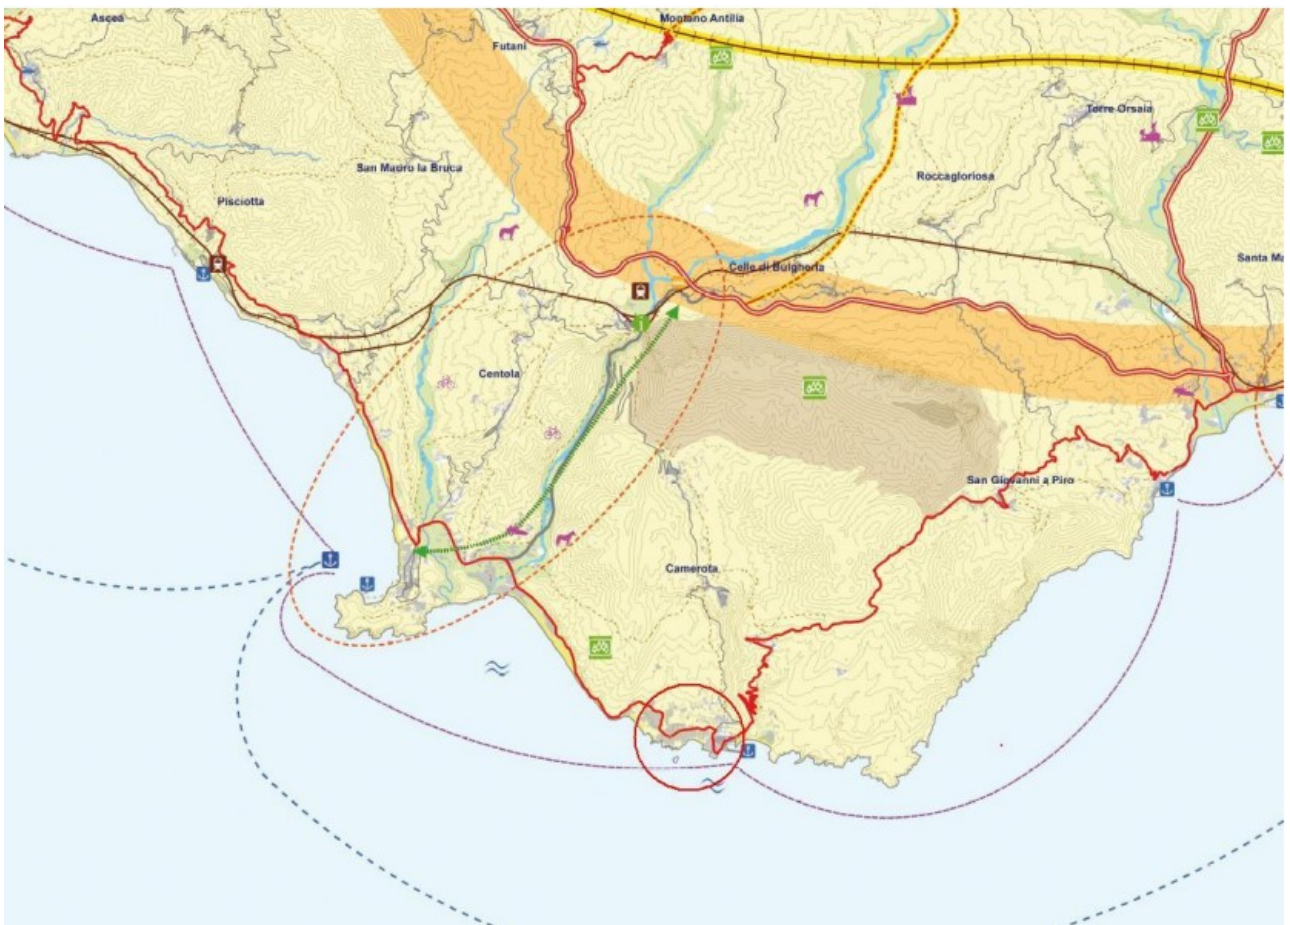 Ascea
Montano Antilia
Futani
Torre Orsaia
San Mauro la Bruca
Roccagloriosa
Pisciotta
Santa Ma
Celle di Bulgheria
Centola
San Giovanni a Piro
Camerota